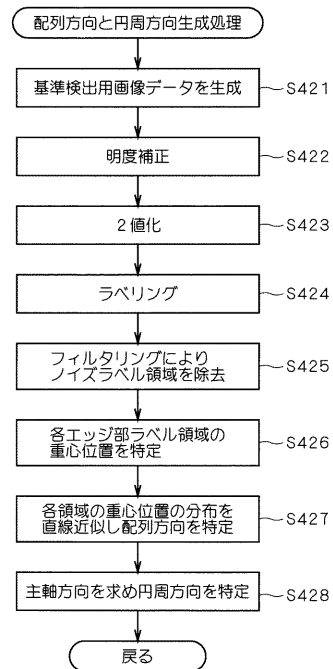 配列方向と円周方向生成処理
基準検出用画像データを生成
S421
明度補正
S422
2値化
S423
ラベリング
S424
フィルタリングにより
ノイズラベル領域を除去
S425
各エッジ部ラベル領域の
重心位置を特定
S426
各領域の重心位置の分布を
直線近似し配列方向を特定
S427
主軸方向を求め円周方向を特定
S428
戻る